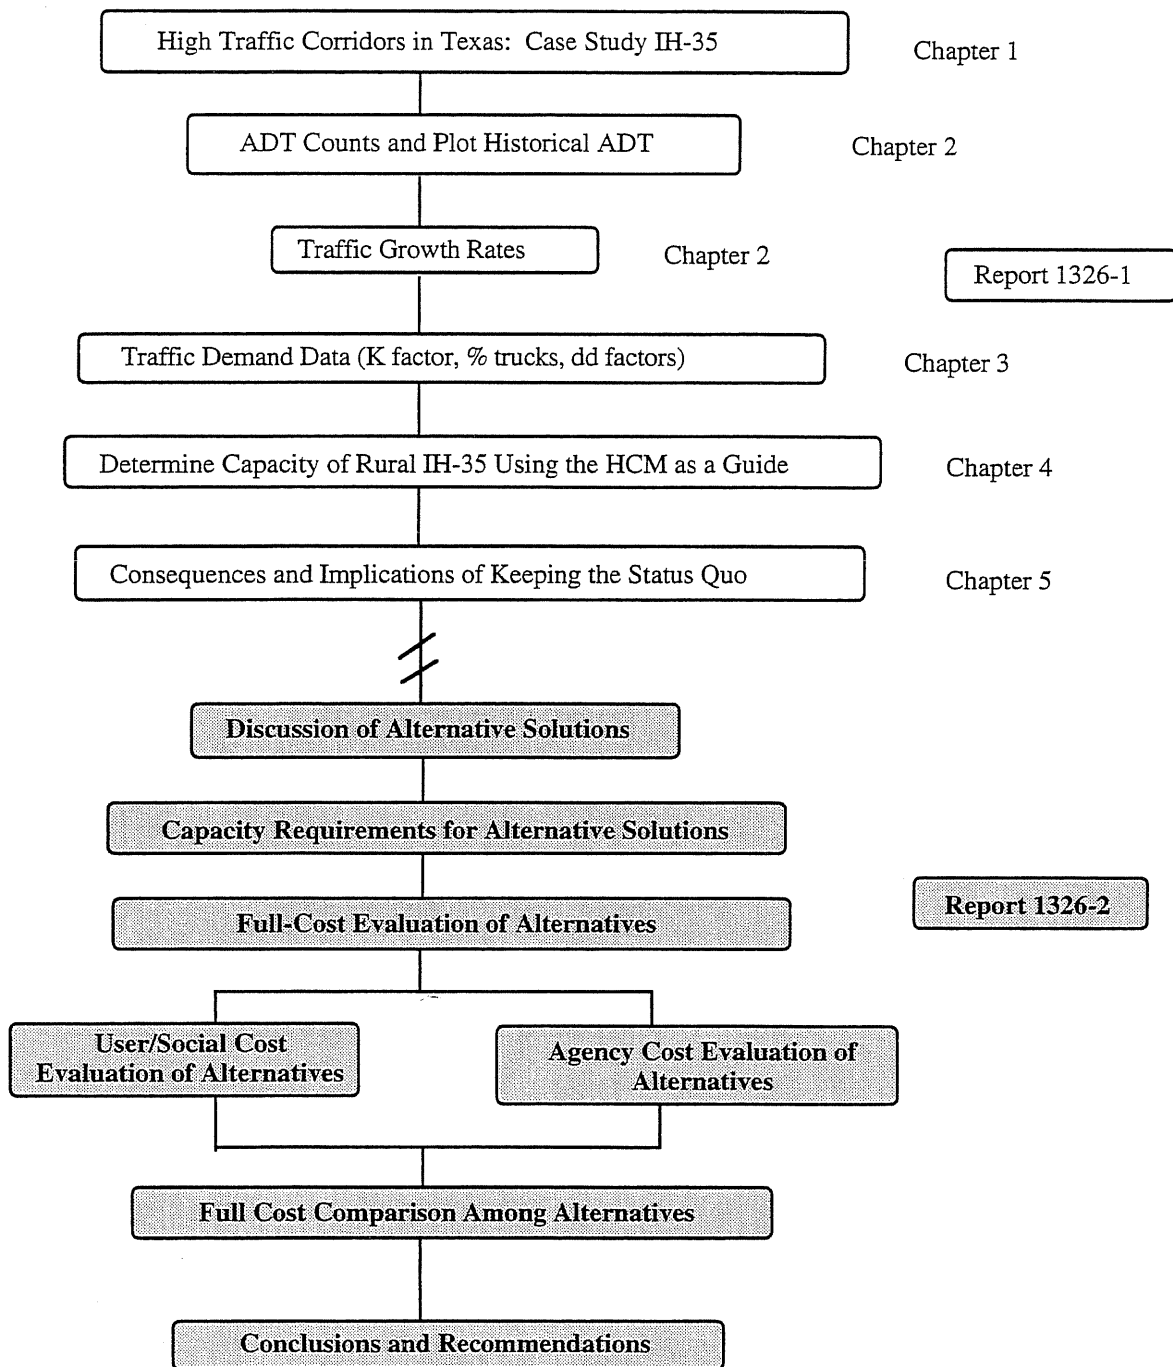 High Traffic Corridors in Texas: Case Study IH-35
Chapter 1
ADT Counts and Plot Historical ADT
Chapter 2
Traffic Growth Rates
Chapter 2
Report 1326-1
Traffic Demand Data (K factor, % trucks, dd factors)
Chapter 3
Determine Capacity of Rural IH-35 Using the HCM as a Guide
Chapter 4
Consequences and Implications of Keeping the Status Quo
Chapter 5
Discussion of Alternative Solutions
Capacity Requirements for Alternative Solutions
Full-Cost Evaluation of Alternatives
Report 1326-2
User/Social Cost
Evaluation of Alternatives
Agency Cost Evaluation of
Alternatives
Full Cost Comparison Among Alternatives
Conclusions and Recommendations